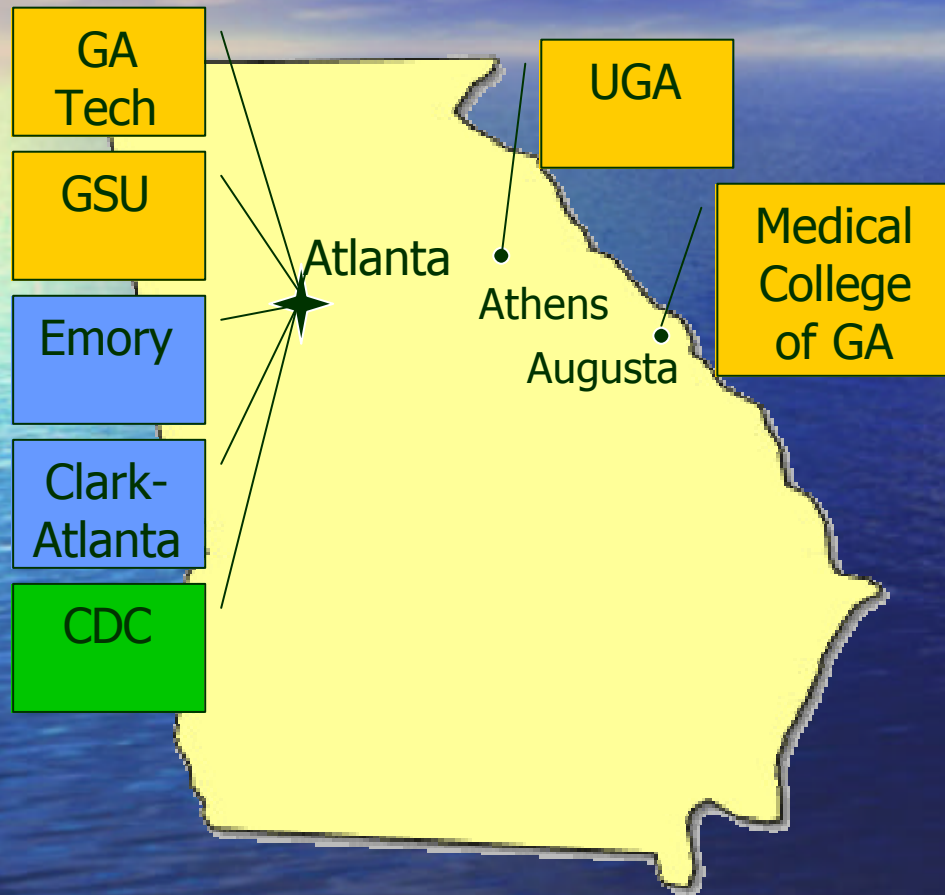 GA
Tech
GSU
Emory
Clark-
Atlanta
CDC
Atlanta
UGA
Athens
Augusta
Medical
College
of GA